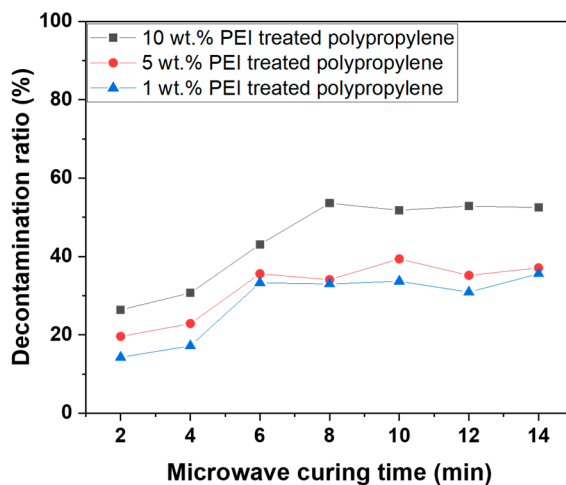 100
80
60
40
20
0
Decontamination ratio (%)
10 wt.% PEI treated polypropylene
5 wt.% PEI treated polypropylene
1 wt.% PEI treated polypropylene
2 4 6 8 10 12 14
Microwave curing time (min)